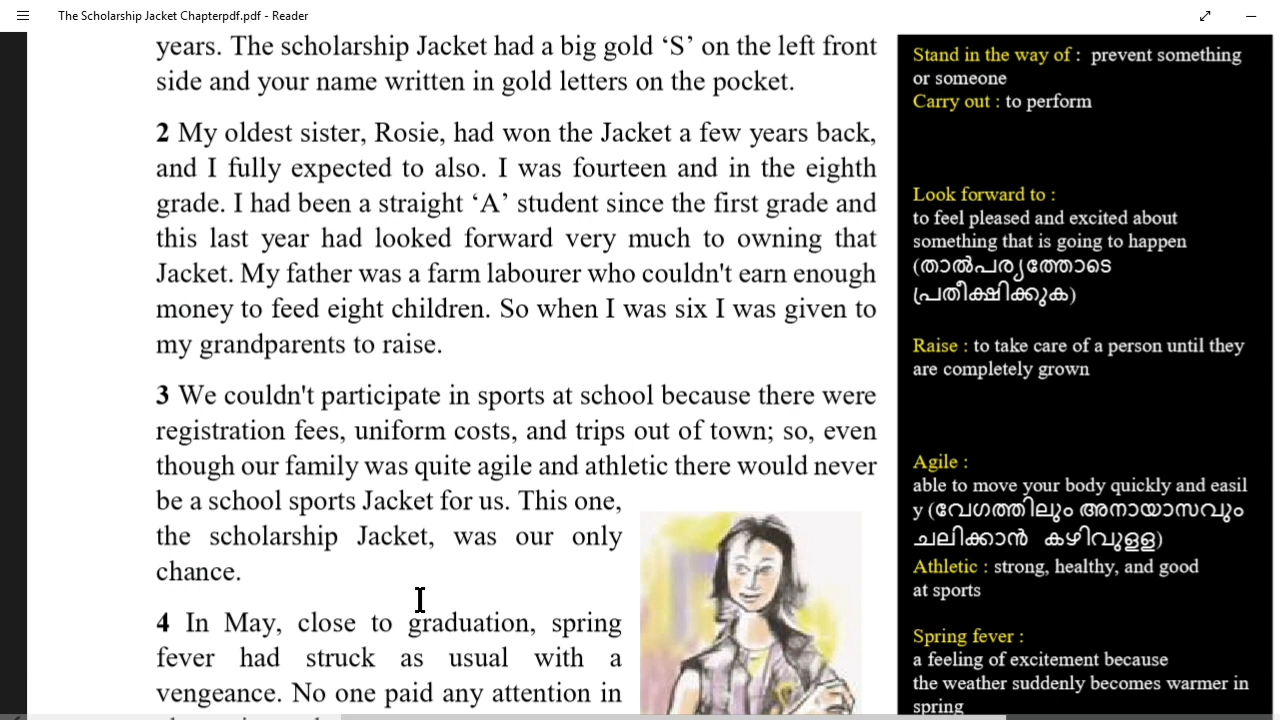 The Scholarship Jacket Chapterpdf.pdf - Reader
years. The scholarship Jacket had a big gold ‘S’ on the left front
side and your name written in gold letters on the pocket.
2 My oldest sister, Rosie, had won the Jacket a few years back,
and I fully expected to also. I was fourteen and in the eighth
grade. I had been a straight ‘A’ student since the first grade and
this last year had looked forward very much to owning that
Jacket. My father was a farm labourer who couldn't earn enough
money to feed eight children. So when I was six I was given to
my grandparents to raise.
3 We couldn't participate in sports at school because there were
registration fees, uniform costs, and trips out of town; so, even
though our family was quite agile and athletic there would never
be a school sports Jacket for us. This one,
the scholarship Jacket, was our only
chance.
4 In May, close to graduation, spring
fever had struck as usual with a
vengeance. No one paid any attention in
Stand in the way of : prevent something
or someone
Carry out : to perform
Look forward to :
to feel pleased and excited about
something that is going to happen
(താൽപര്യത്തോടെ
പ്രതീക്ഷിക്കുക)
Raise : to take care of a person until they
are completely grown
Agile :
able to move your body quickly and easil
y (വേഗത്തിലും അനായാസവും
ചലിക്കാൻ കഴിവുളള)
Athletic : strong, healthy, and good
at sports
Spring fever :
a feeling of excitement because
the weather suddenly becomes warmer in
spring